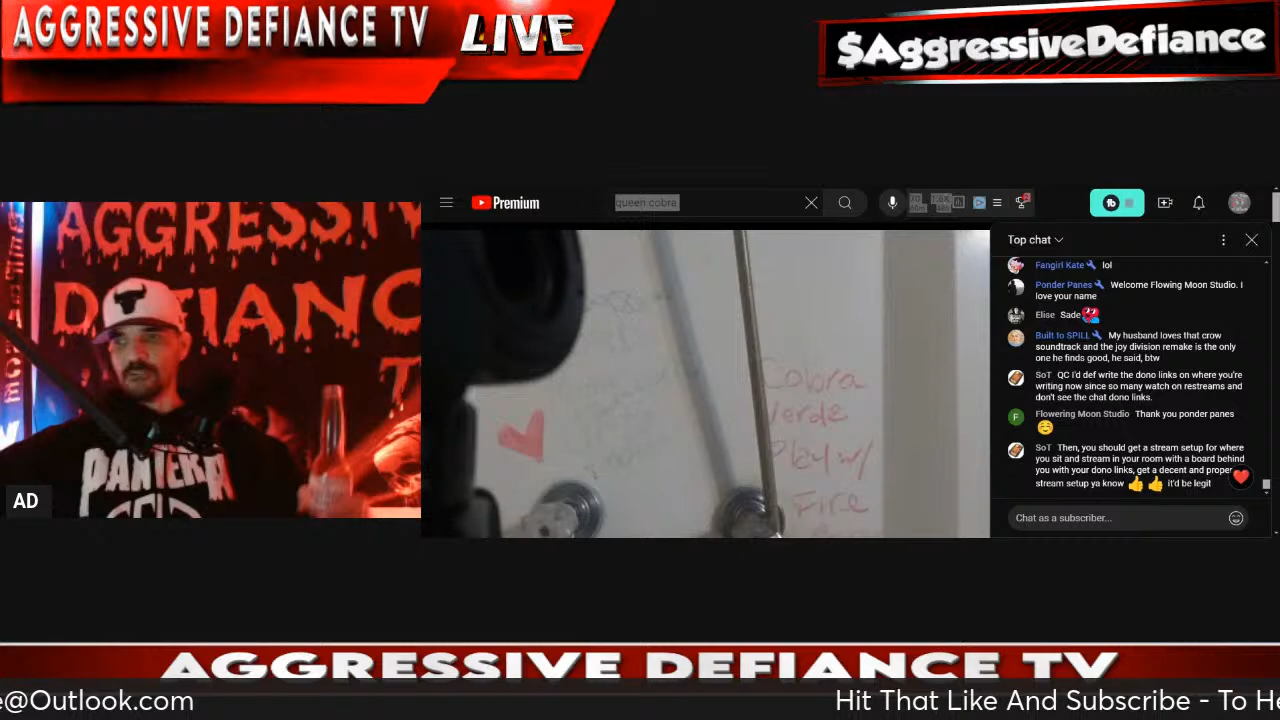 AGGRESSIVE DEFIANCE TV
LIVE
$AggressiveDefiance
AGGRESSIV
DEFIANC
T
AD
PANTERA
Premium
queen cobra
Cobra
Verde
Play w/
Fire
Top chat
Fangirl Kate lol
Ponder Panes Welcome Flowing Moon Studio. I
love your name
Elise Sade
Built to SPILL My husband loves that crow
soundtrack and the joy division remake is the only
one he finds good, he said, btw
SoT QC I'd def write the dono links on where you're
writing now since so many watch on restreams and
don't see the chat dono links.
F
Flowering Moon Studio Thank you ponder panes
SoT Then, you should get a stream setup for where
you sit and stream in your room with a board behind
you with your dono links, get a decent and proper
stream setup ya know 👍 👍 it'd be legit
Chat as a subscriber...
AGGRESSIVE DEFIANCE TV
e@Outlook.com
Hit That Like And Subscribe - To He